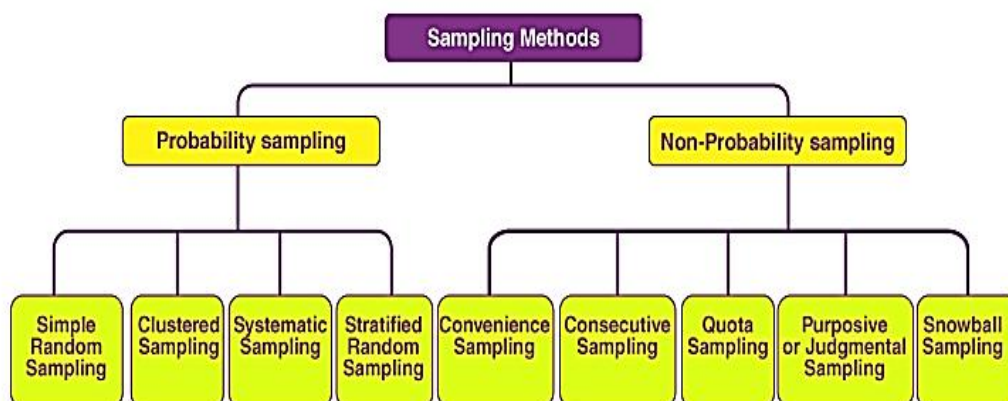 Sampling Methods
Probability sampling
Non-Probability sampling
Simple
Random
Sampling
Clustered
Sampling
Systematic
Sampling
Stratified
Random
Sampling
Convenience
Sampling
Consecutive
Sampling
Quota
Sampling
Purposive
or Judgmental
Sampling
Snowball
Sampling